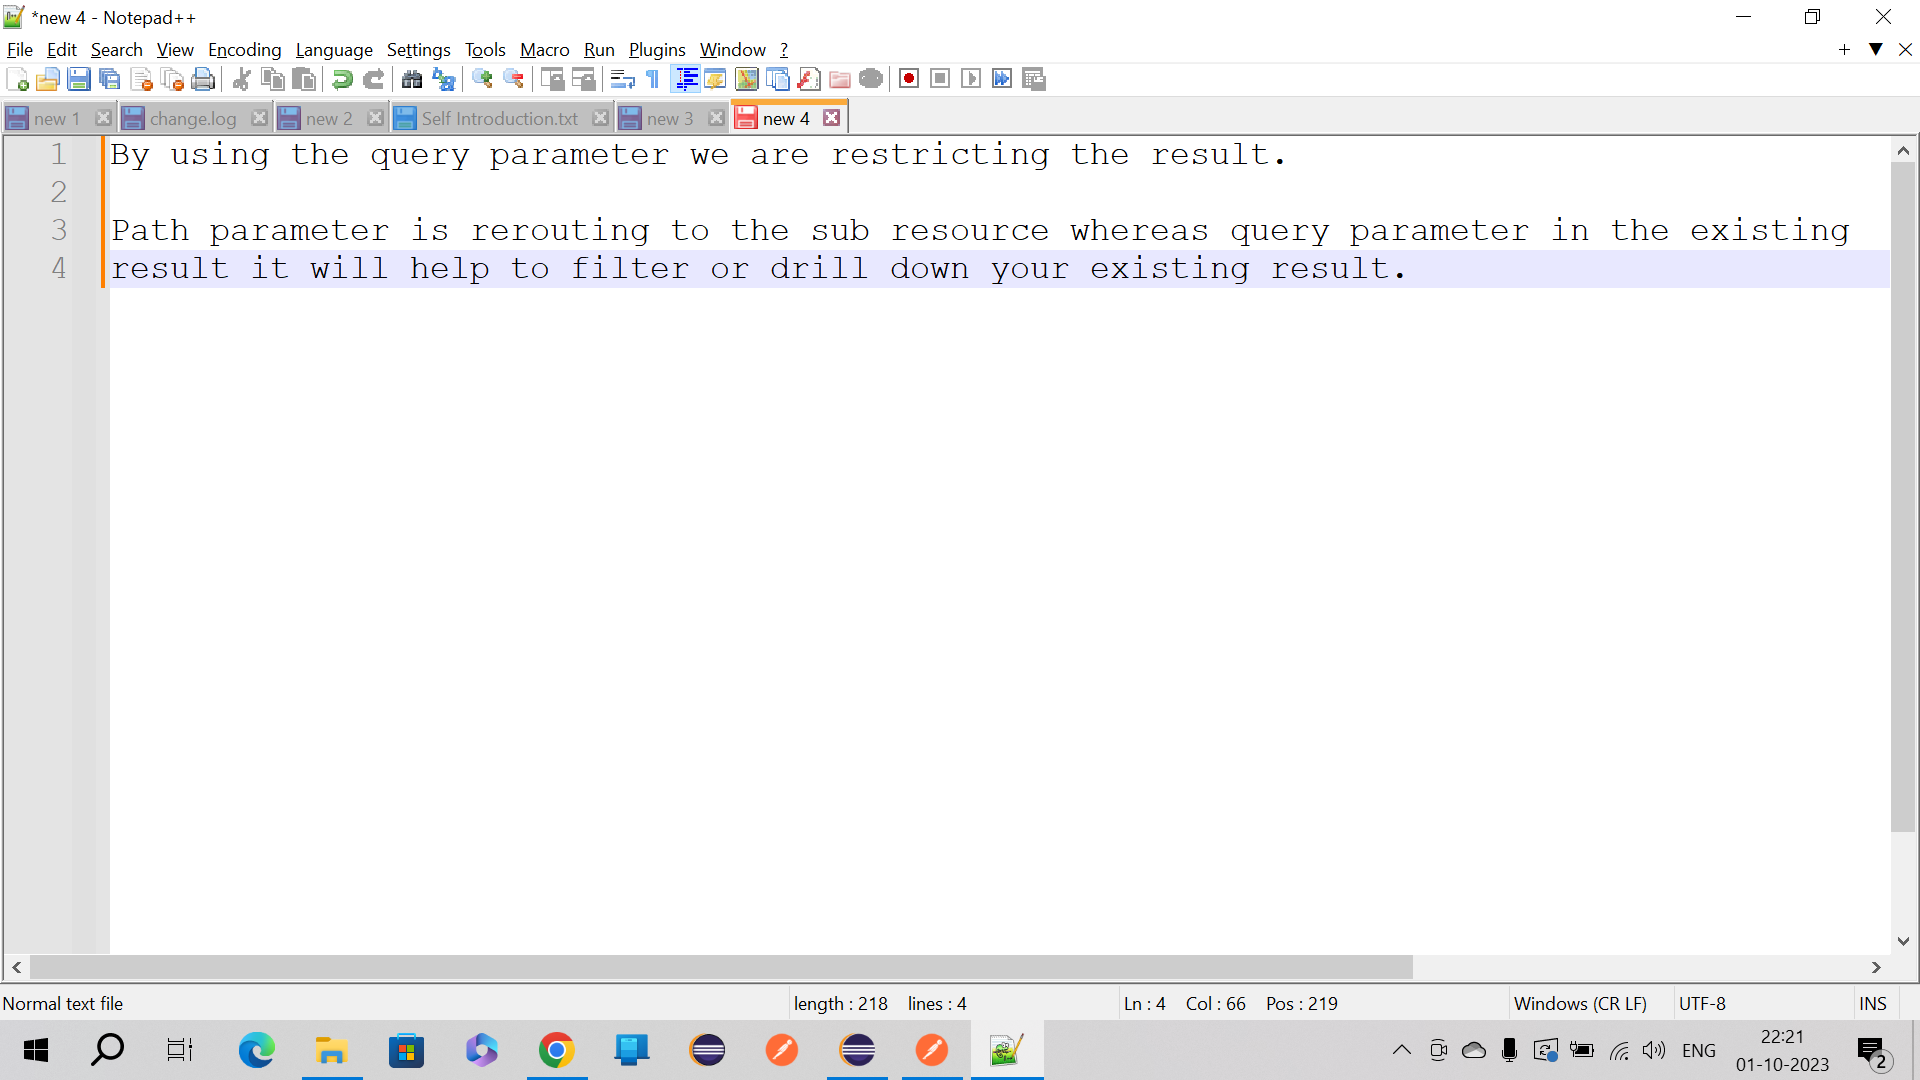 *new 4 - Notepad++
File Edit Search View Encoding Language Settings Tools Macro Run Plugins Window ?
new 1 change.log new 2 Self Introduction.txt new 3 new 4
1 By using the query parameter we are restricting the result.
2
3 Path parameter is rerouting to the sub resource whereas query parameter in the existing
4 result it will help to filter or drill down your existing result.
Normal text file length : 218 lines : 4 Ln : 4 Col : 66 Pos : 219 Windows (CR LF) UTF-8 INS
ENG 22:21
01-10-2023 2